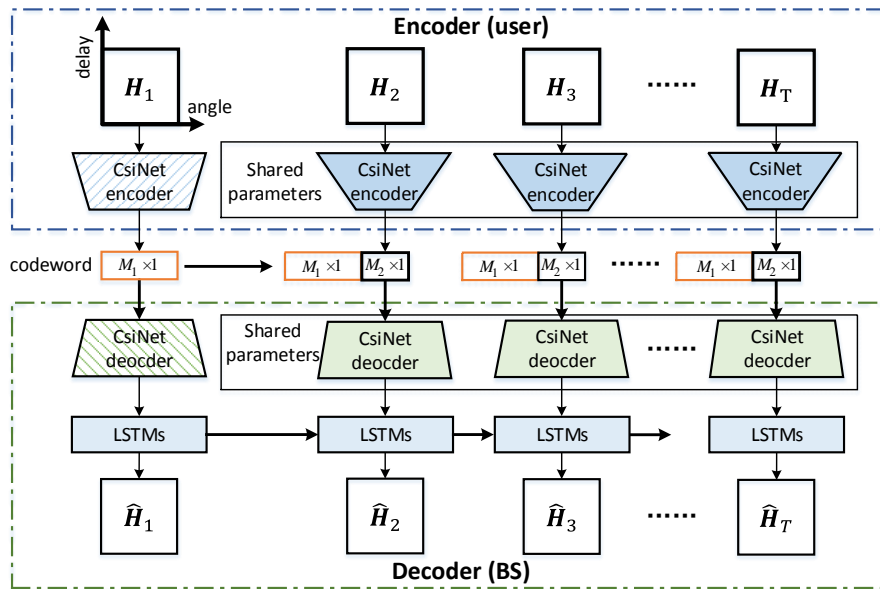 Encoder (user)
delay
angle
H₁
H₂
H₃
......
H_T
CsiNet
encoder
Shared
parameters
CsiNet
encoder
CsiNet
encoder
CsiNet
encoder
codeword
M₁ ×1
M₁ ×1
M₂ ×1
M₁ ×1
M₂ ×1
......
M₁ ×1
M₂ ×1
CsiNet
deocder
Shared
parameters
CsiNet
deocder
CsiNet
deocder
......
CsiNet
deocder
LSTMs
LSTMs
LSTMs
LSTMs
Ĥ₁
Ĥ₂
Ĥ₃
......
Ĥ_T
Decoder (BS)